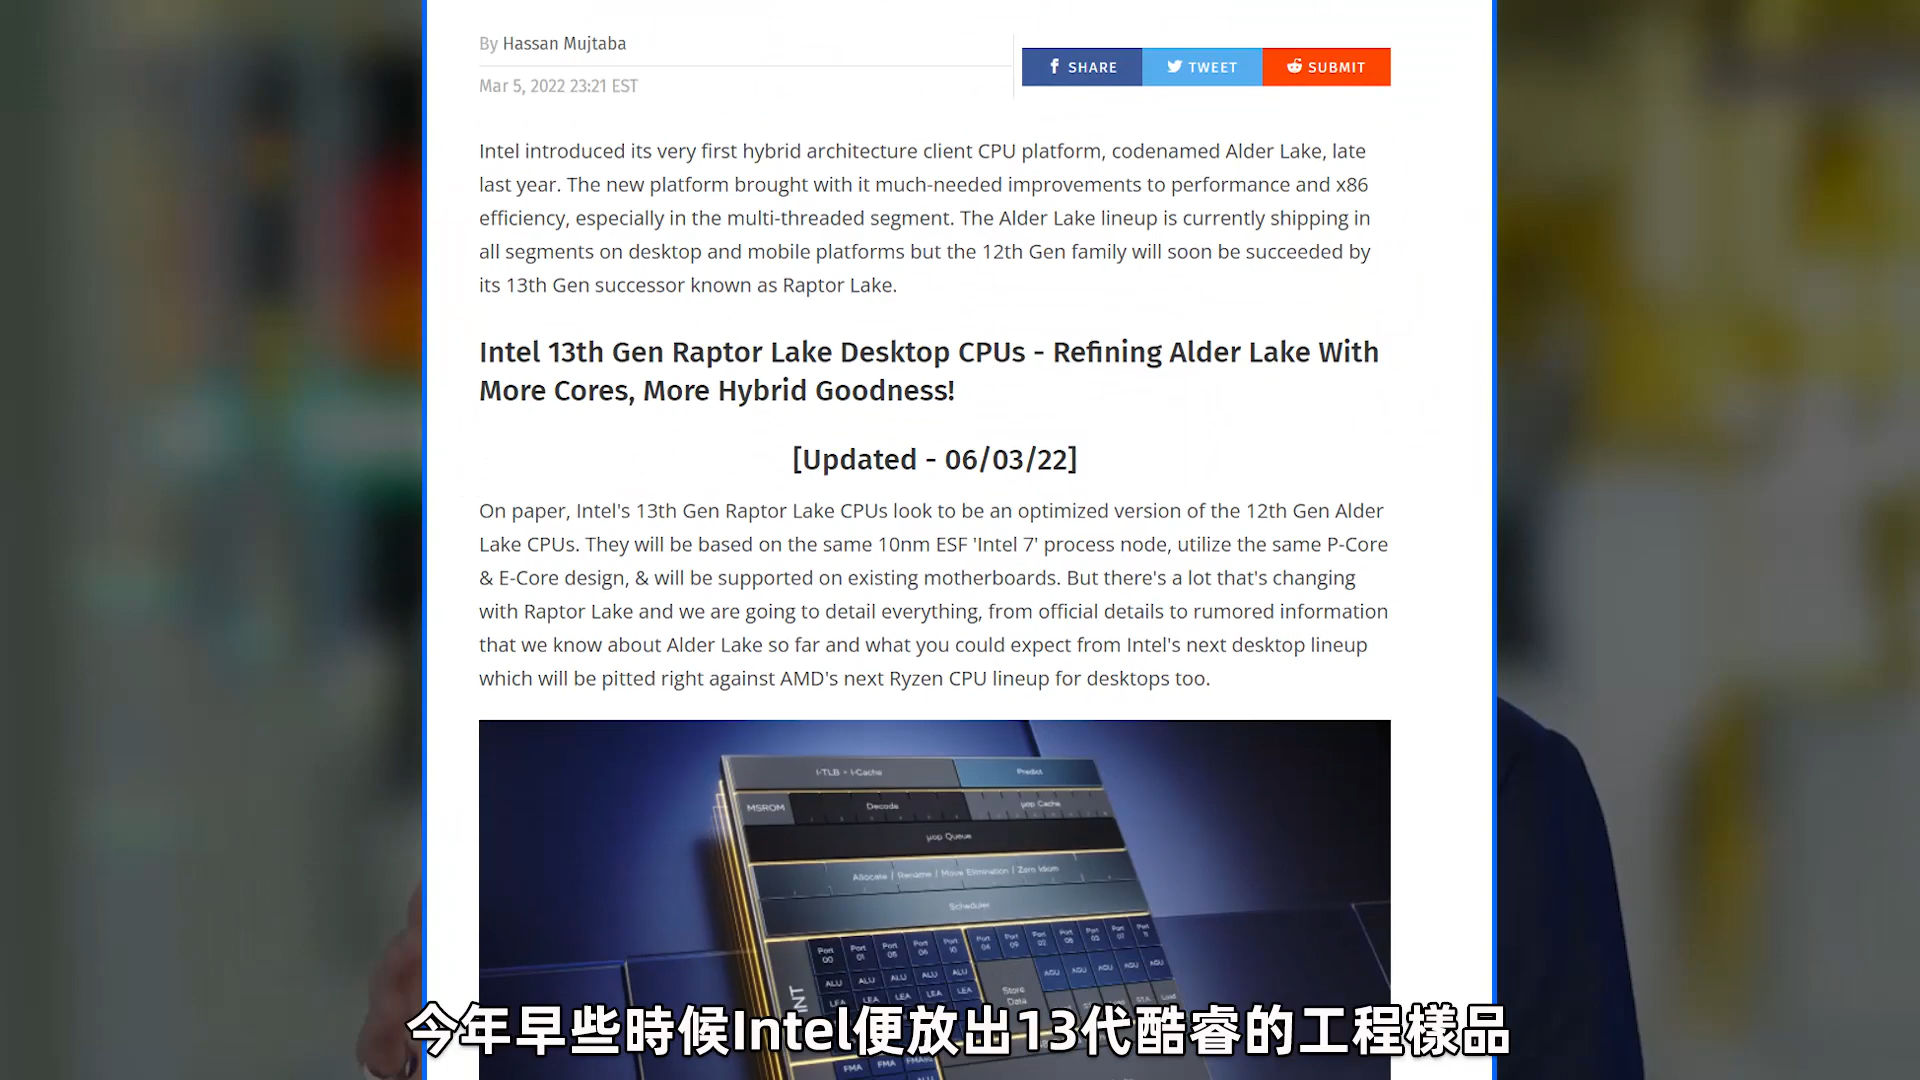 By Hassan Mujtaba
Mar 5, 2022 23:21 EST
SHARE
TWEET
SUBMIT
Intel introduced its very first hybrid architecture client CPU platform, codenamed Alder Lake, late
last year. The new platform brought with it much-needed improvements to performance and x86
efficiency, especially in the multi-threaded segment. The Alder Lake lineup is currently shipping in
all segments on desktop and mobile platforms but the 12th Gen family will soon be succeeded by
its 13th Gen successor known as Raptor Lake.
Intel 13th Gen Raptor Lake Desktop CPUs - Refining Alder Lake With
More Cores, More Hybrid Goodness!
[Updated - 06/03/22]
On paper, Intel's 13th Gen Raptor Lake CPUs look to be an optimized version of the 12th Gen Alder
Lake CPUs. They will be based on the same 10nm ESF 'Intel 7' process node, utilize the same P-Core
& E-Core design, & will be supported on existing motherboards. But there's a lot that's changing
with Raptor Lake and we are going to detail everything, from official details to rumored information
that we know about Alder Lake so far and what you could expect from Intel's next desktop lineup
which will be pitted right against AMD's next Ryzen CPU lineup for desktops too.
I-TLB + I-Cache Predict
MSROM Decode μop Cache
μop Queue
Allocate / Rename / Move Elimination / Zero Idiom
Scheduler
Port 00 Port 01 Port 05 Port 06 Port 10 Port 04 Port 09 Port 02 Port 08 Port 03 Port 07 Port 11
ALU ALU ALU ALU ALU AGU AGU AGU AGU AGU
INT LEA LEA LEA LEA LEA Store Data
FMA FMA
今年早些時候Intel便放出13代酷睿的工程樣品